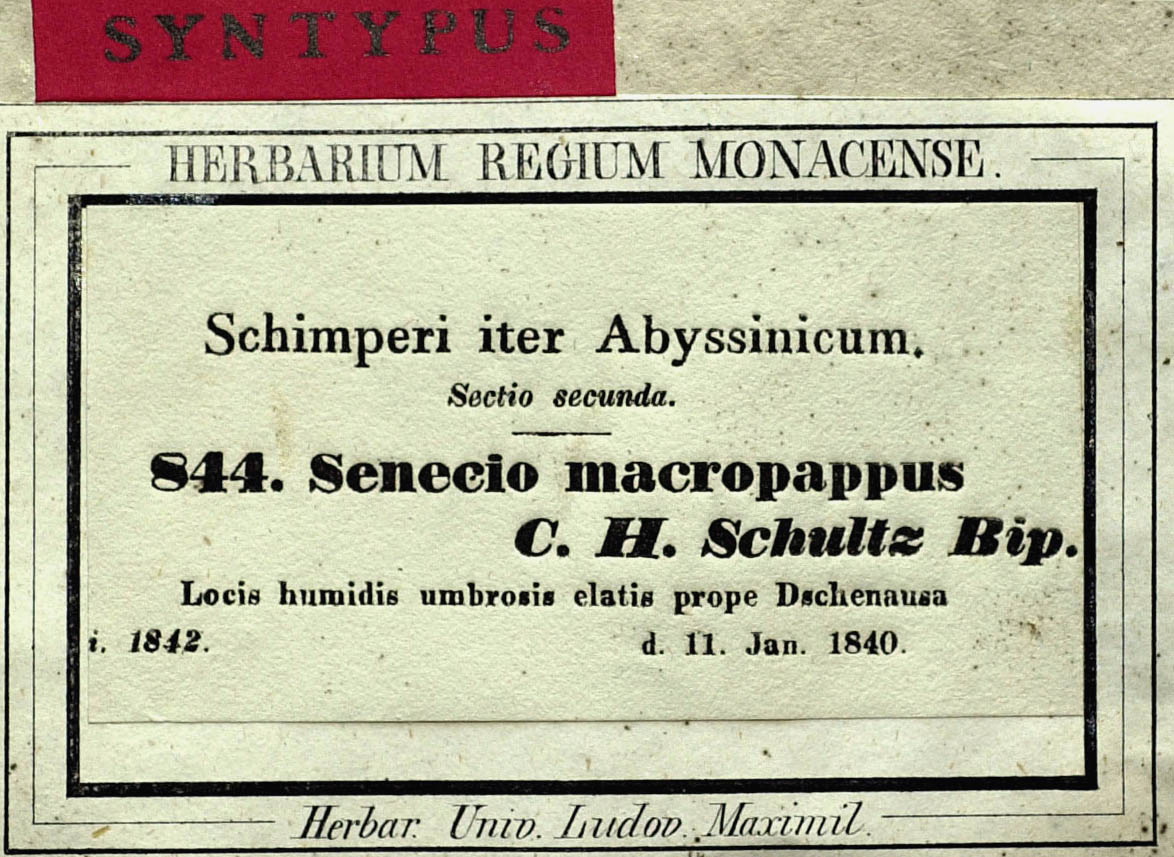 SYNTYPUS
HERBARIUM REGIUM MONACENSE.
Schimperi iter Abyssinicum.
Sectio secunda.
844. Senecio macropappus
C. H. Schultz Bip.
Locis humidis umbrosis elatis prope Dschenausa
i. 1842. d. 11. Jan. 1840.
Herbar. Univ. Ludov. Maximil.